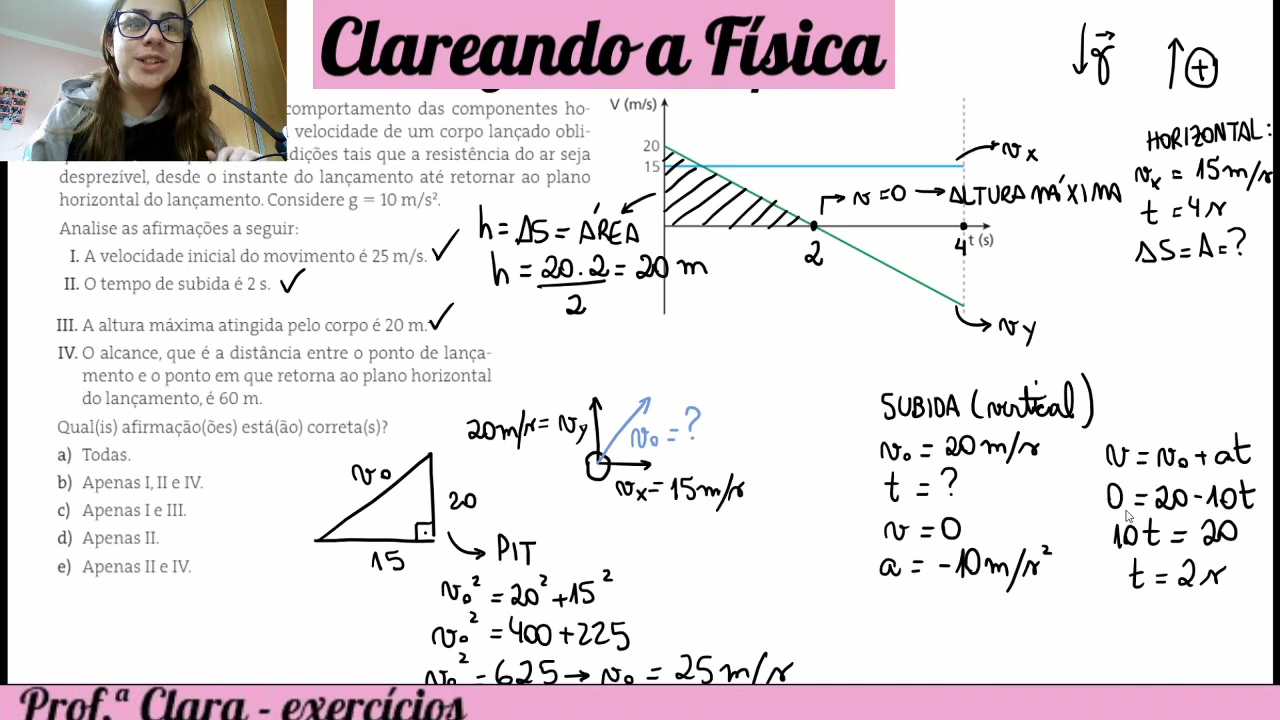 Clareando a Física
comportamento das componentes ho-
velocidade de um corpo lançado obli-
dições tais que a resistência do ar seja
desprezível, desde o instante do lançamento até retornar ao plano
horizontal do lançamento. Considere g = 10 m/s².
Analise as afirmações a seguir:
I. A velocidade inicial do movimento é 25 m/s.
II. O tempo de subida é 2 s.
III. A altura máxima atingida pelo corpo é 20 m.
IV. O alcance, que é a distância entre o ponto de lança-
mento e o ponto em que retorna ao plano horizontal
do lançamento, é 60 m.
Qual(is) afirmação(ões) está(ão) correta(s)?
a) Todas.
b) Apenas I, II e IV.
c) Apenas I e III.
d) Apenas II.
e) Apenas II e IV.
h = ΔS = ÁREA
h = 20 . 2 = 20 m
2
V (m/s)
20
15
vx
v = 0 → ALTURA MÁXIMA
2
4
t (s)
vy
g
+
HORIZONTAL:
vx = 15 m/s
t = 4 s
ΔS = A = ?
20 m/s = vy
v0 = ?
vx = 15 m/s
v0
20
15
PIT
v0² = 20² + 15²
v0² = 400 + 225
v0² = 625 → v0 = 25 m/s
SUBIDA (vertical)
v0 = 20 m/s
t = ?
v = 0
a = -10 m/s²
v = v0 + at
0 = 20 - 10t
10t = 20
t = 2 s
Prof.ª Clara - exercícios